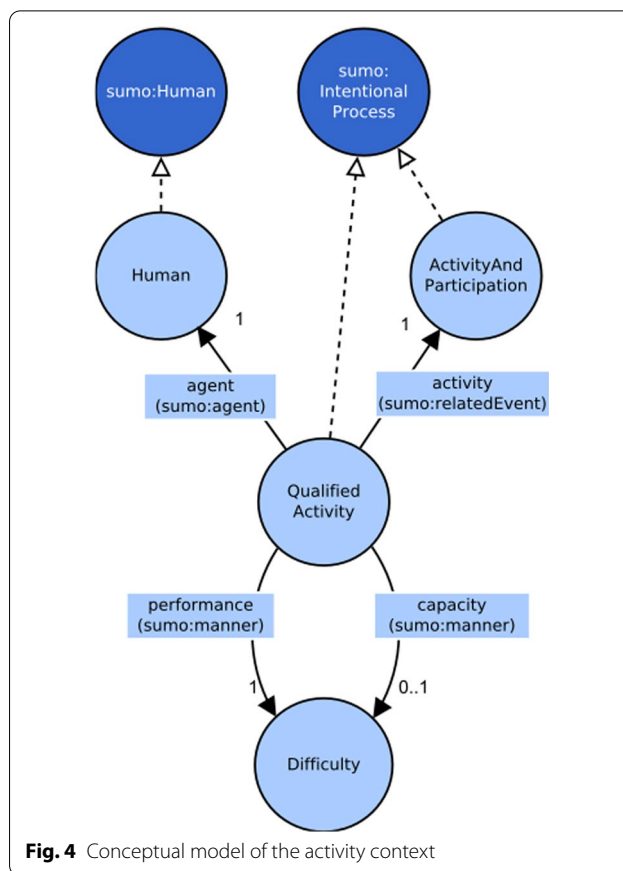 sumo:Human
sumo:
Intentional
Process
Human
ActivityAnd
Participation
1
1
agent
(sumo:agent)
activity
(sumo:relatedEvent)
Qualified
Activity
performance
(sumo:manner)
capacity
(sumo:manner)
1
0..1
Difficulty
Fig. 4 Conceptual model of the activity context